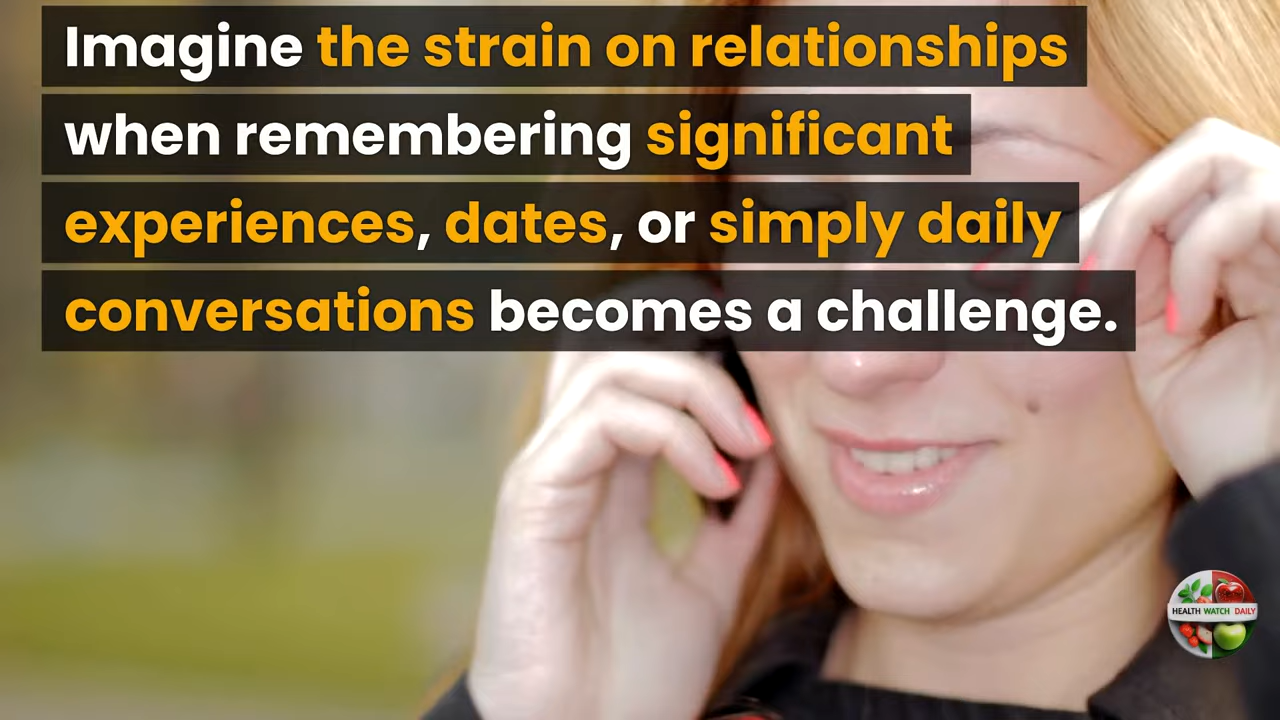 Imagine the strain on relationships
when remembering significant
experiences, dates, or simply daily
conversations becomes a challenge.
HEALTH WATCH DAILY